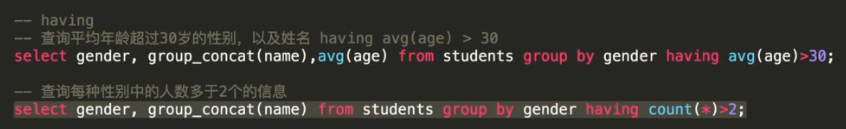 -- having
-- 查询平均年龄超过30岁的性别，以及姓名 having avg(age) > 30
select gender, group_concat(name),avg(age) from students group by gender having avg(age)>30;
-- 查询每种性别中的人数多于2个的信息
select gender, group_concat(name) from students group by gender having count(*)>2;